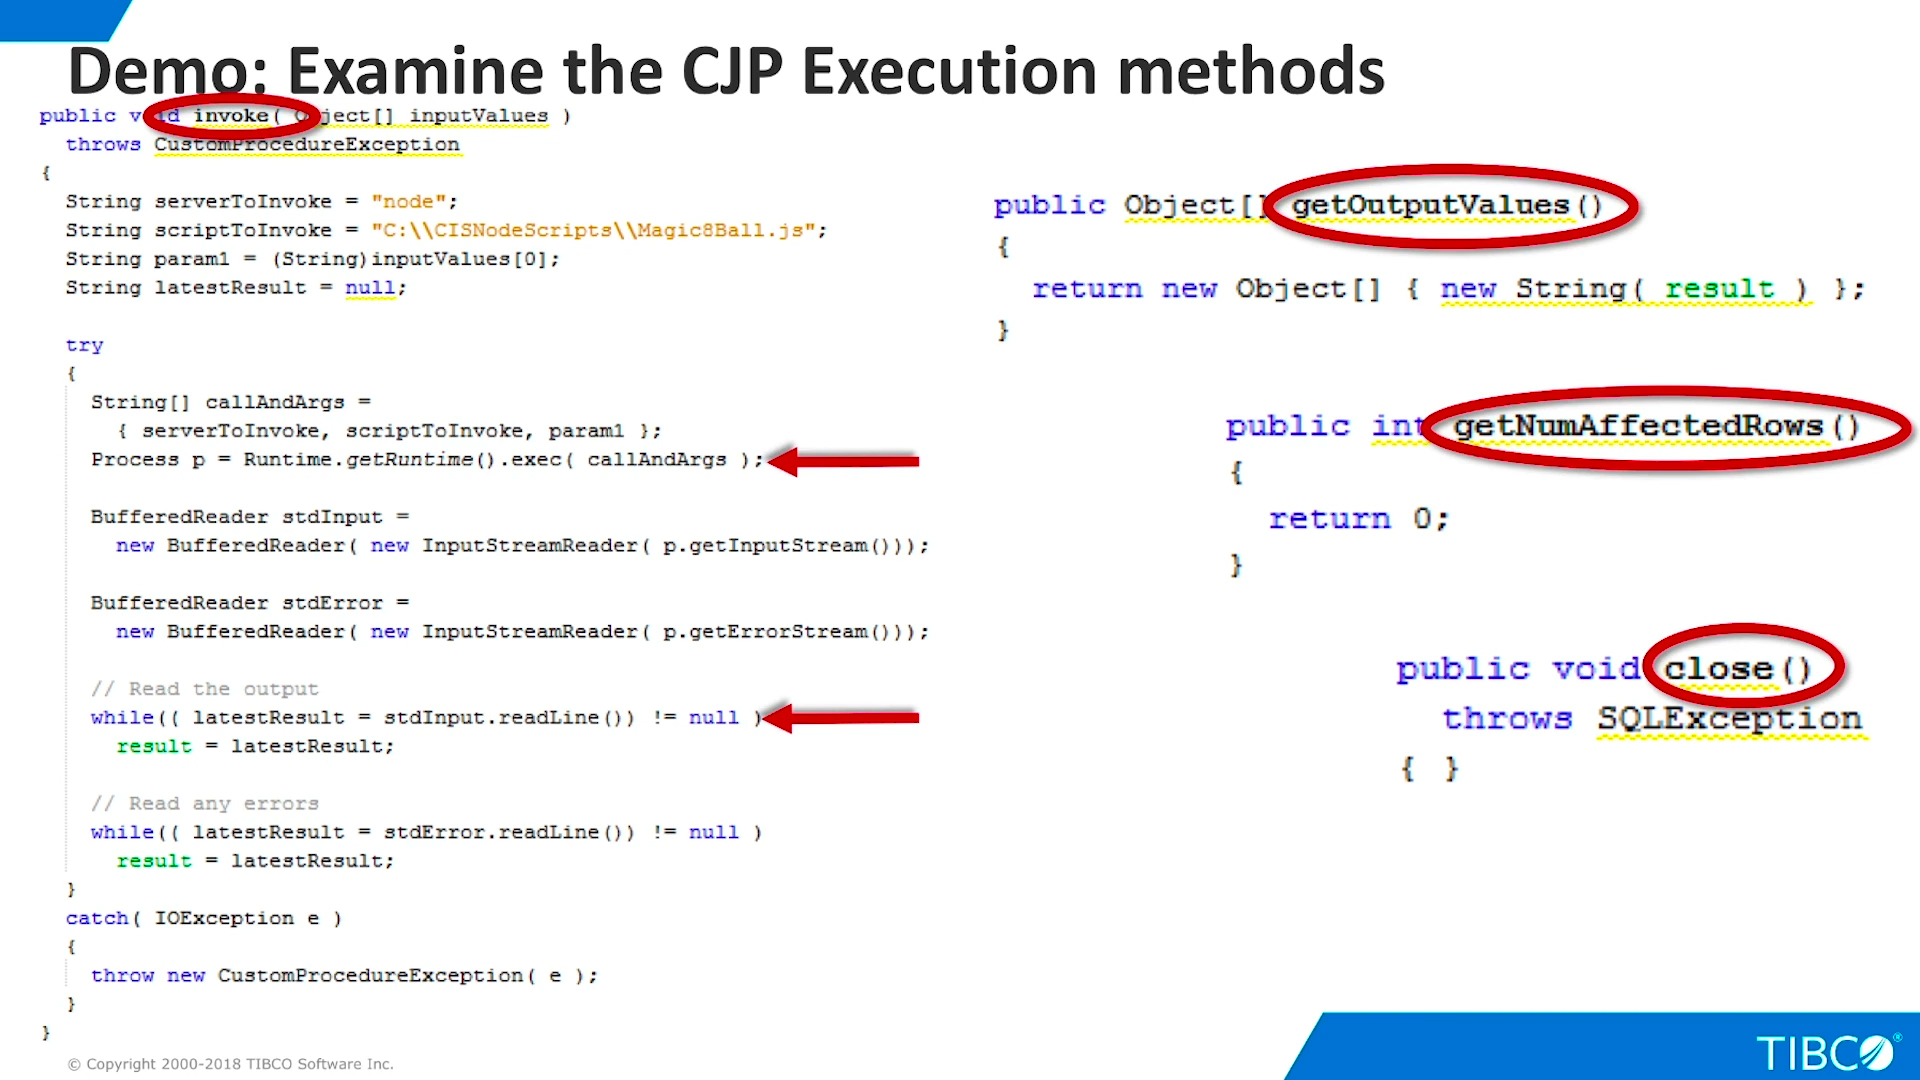 Demo: Examine the CJP Execution methods
public void invoke( Object[] inputValues )
throws CustomProcedureException
{
String serverToInvoke = "node";
String scriptToInvoke = "C:\\CISNodeScripts\\Magic8Ball.js";
String param1 = (String)inputValues[0];
String latestResult = null;
try
{
String[] callAndArgs =
{ serverToInvoke, scriptToInvoke, param1 };
Process p = Runtime.getRuntime().exec( callAndArgs );
BufferedReader stdInput =
new BufferedReader( new InputStreamReader( p.getInputStream()));
BufferedReader stdError =
new BufferedReader( new InputStreamReader( p.getErrorStream()));
// Read the output
while(( latestResult = stdInput.readLine()) != null )
result = latestResult;
// Read any errors
while(( latestResult = stdError.readLine()) != null )
result = latestResult;
}
catch( IOException e )
{
throw new CustomProcedureException( e );
}
}
public Object[] getOutputValues()
{
return new Object[] { new String( result ) };
}
public int getNumAffectedRows()
{
return 0;
}
public void close()
throws SQLException
{ }
© Copyright 2000-2018 TIBCO Software Inc.
TIBCO®